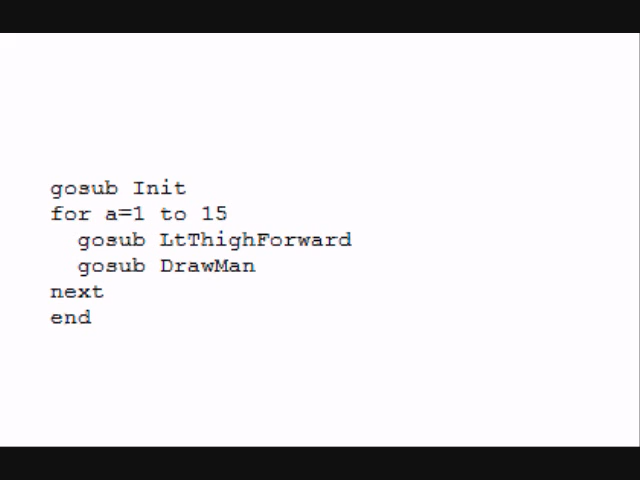 gosub Init
for a=1 to 15
  gosub LtThighForward
  gosub DrawMan
next
end